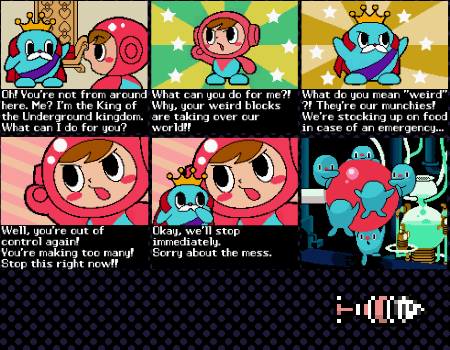 Oh! You're not from around
here. Me? I'm the King of
the Underground kingdom.
What can I do for you?
What can you do for me?!
Why, your weird blocks
are taking over our
world!!
What do you mean "weird"
?! They're our munchies!
We're stocking up on food
in case of an emergency...
Well, you're out of
control again!
You're making too many!
Stop this right now!!
Okay, we'll stop
immediately.
Sorry about the mess.